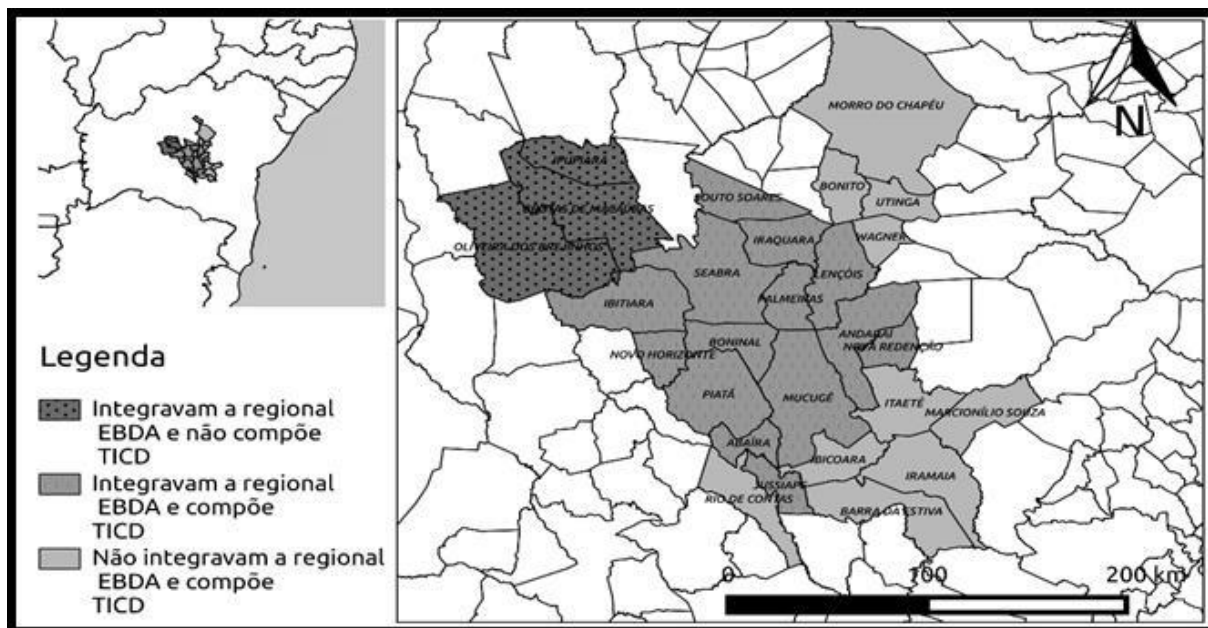 Legenda
Integravam a regional
EBDA e não compõe
TICD
Integravam a regional
EBDA e compõe
TICD
Não integravam a regional
EBDA e compõe
TICD
N
MORRO DO CHAPÉU
IPUPIARA
BONITO
SOUTO SOARES
UTINGA
OLIVEIRA DOS BREJINHOS
IRAQUARA
WAGNER
SEABRA
LENÇÓIS
IBITIARA
PALMEIRAS
ANDARAÍ
NOVO HORIZONTE
BONINAL
NOVA REDENÇÃO
PIATÃ
MUCUGÊ
ITAETÉ
MARCIONÍLIO SOUZA
ABAÍRA
IBICOARA
IRAMAIA
JUSSIAPE
RIO DE CONTAS
BARRA DA ESTIVA
0 100 200 km